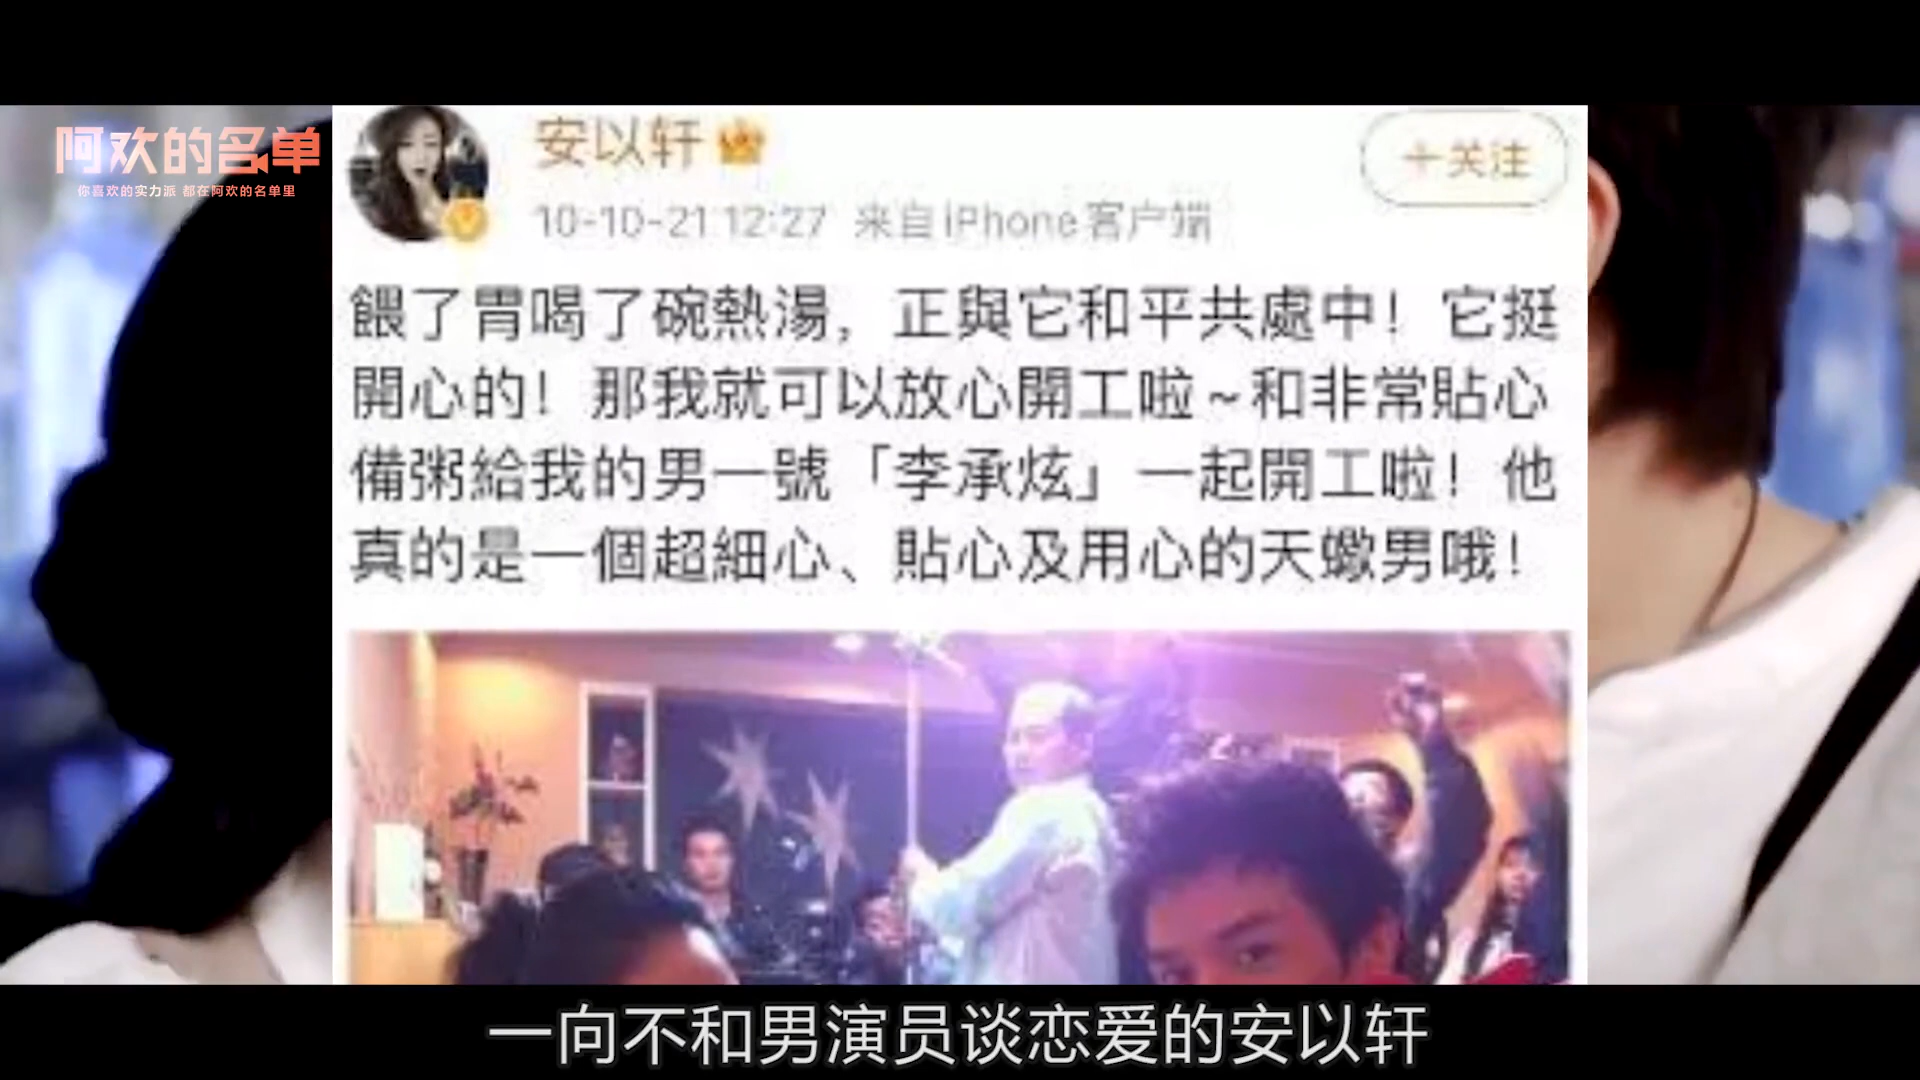 阿欢的名单
你喜欢的实力派 都在阿欢的名单里
安以轩
+关注
10-10-21 12:27 来自iPhone客户端
餵了胃喝了碗熱湯，正與它和平共處中！它挺
開心的！那我就可以放心開工啦~和非常貼心
備粥給我的男一號「李承炫」一起開工啦！他
真的是一個超細心、貼心及用心的天蠍男哦！
一向不和男演员谈恋爱的安以轩